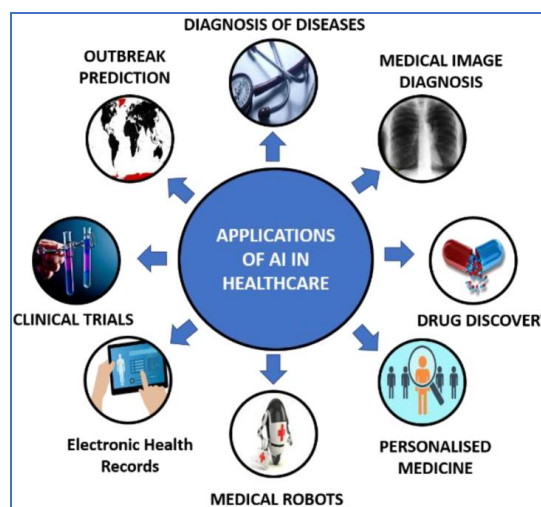 DIAGNOSIS OF DISEASES
OUTBREAK
PREDICTION
MEDICAL IMAGE
DIAGNOSIS
APPLICATIONS
OF AI IN
HEALTHCARE
CLINICAL TRIALS
DRUG DISCOVERY
Electronic Health
Records
PERSONALISED
MEDICINE
MEDICAL ROBOTS